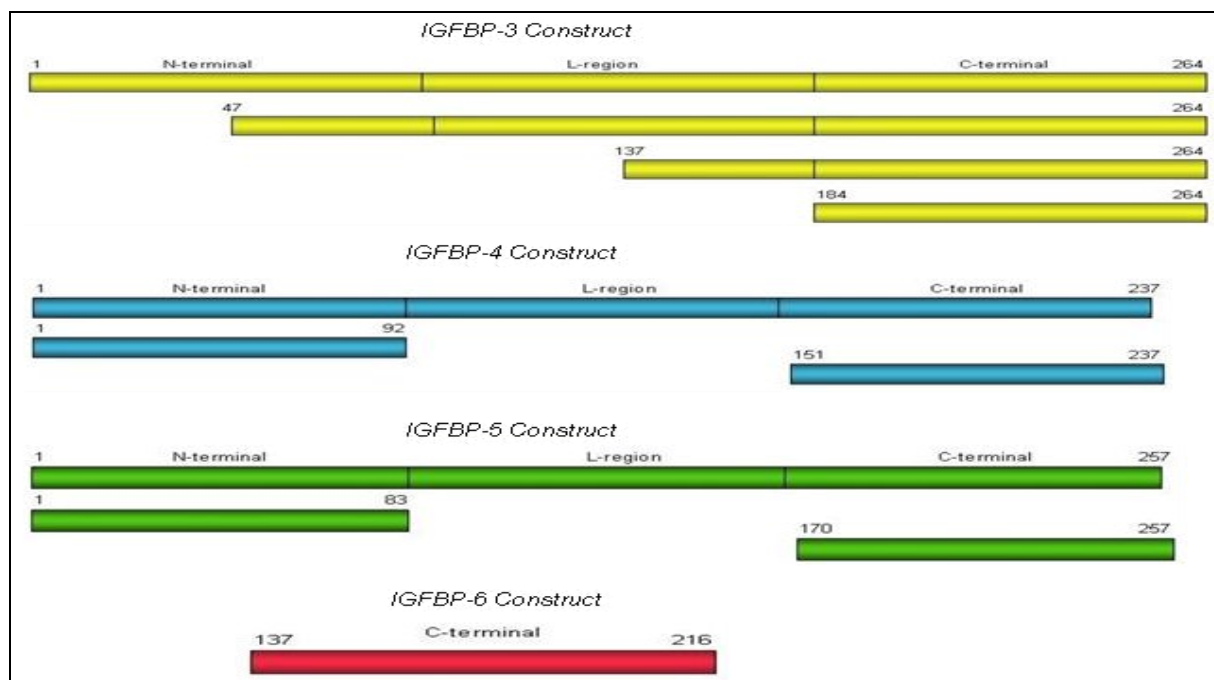 IGFBP-3 Construct
1 N-terminal L-region C-terminal 264
47 264
137 264
184 264
IGFBP-4 Construct
1 N-terminal L-region C-terminal 237
1 92
151 237
IGFBP-5 Construct
1 N-terminal L-region C-terminal 257
1 83
170 257
IGFBP-6 Construct
137 C-terminal 216